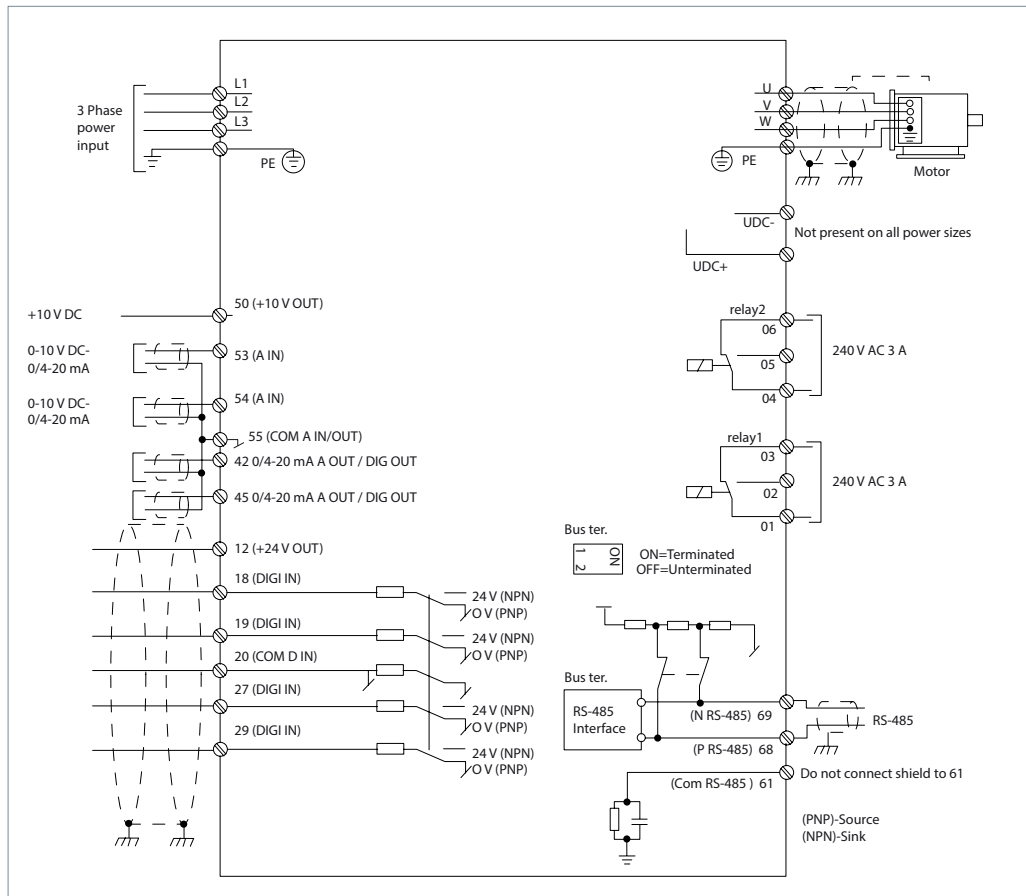 3 Phase
power
input
L1
L2
L3
PE
U
V
W
PE
Motor
UDC-
Not present on all power sizes
UDC+
+10 V DC
50 (+10 V OUT)
0-10 V DC-
0/4-20 mA
53 (A IN)
0-10 V DC-
0/4-20 mA
54 (A IN)
55 (COM A IN/OUT)
42 0/4-20 mA A OUT / DIG OUT
45 0/4-20 mA A OUT / DIG OUT
12 (+24 V OUT)
18 (DIGI IN)
24 V (NPN)
O V (PNP)
19 (DIGI IN)
24 V (NPN)
O V (PNP)
20 (COM D IN)
27 (DIGI IN)
24 V (NPN)
O V (PNP)
29 (DIGI IN)
24 V (NPN)
O V (PNP)
relay2
06
05
04
240 V AC 3 A
relay1
03
02
01
240 V AC 3 A
Bus ter.
1
2
ON
ON=Terminated
OFF=Unterminated
Bus ter.
RS-485
Interface
(N RS-485) 69
RS-485
(P RS-485) 68
(Com RS-485 ) 61
Do not connect shield to 61
(PNP)-Source
(NPN)-Sink